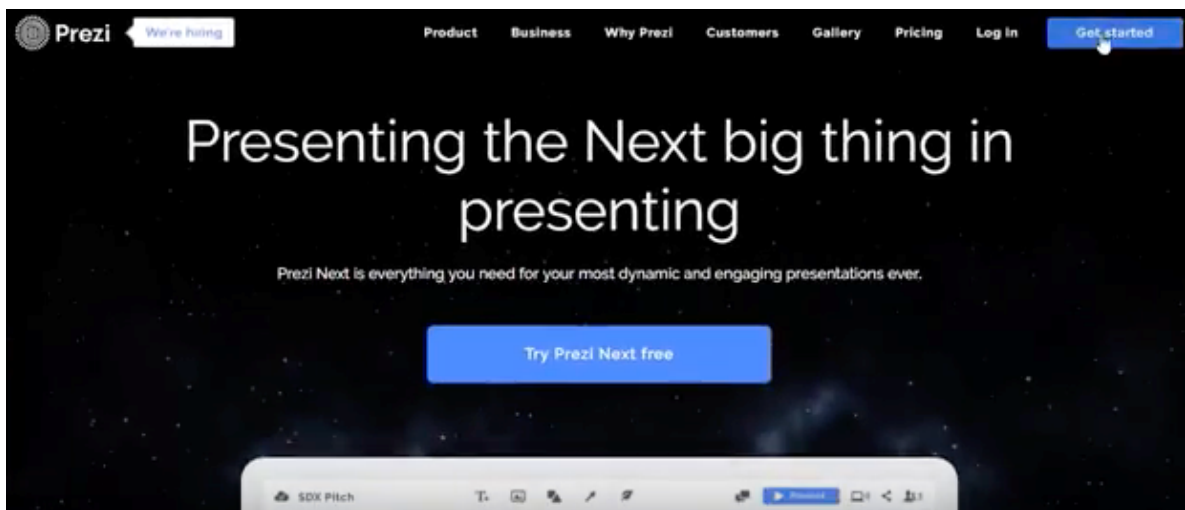 Prezi
We're hiring
Product Business Why Prezi Customers Gallery Pricing Log in Get started
Presenting the Next big thing in
presenting
Prezi Next is everything you need for your most dynamic and engaging presentations ever.
Try Prezi Next free
SDX Pitch